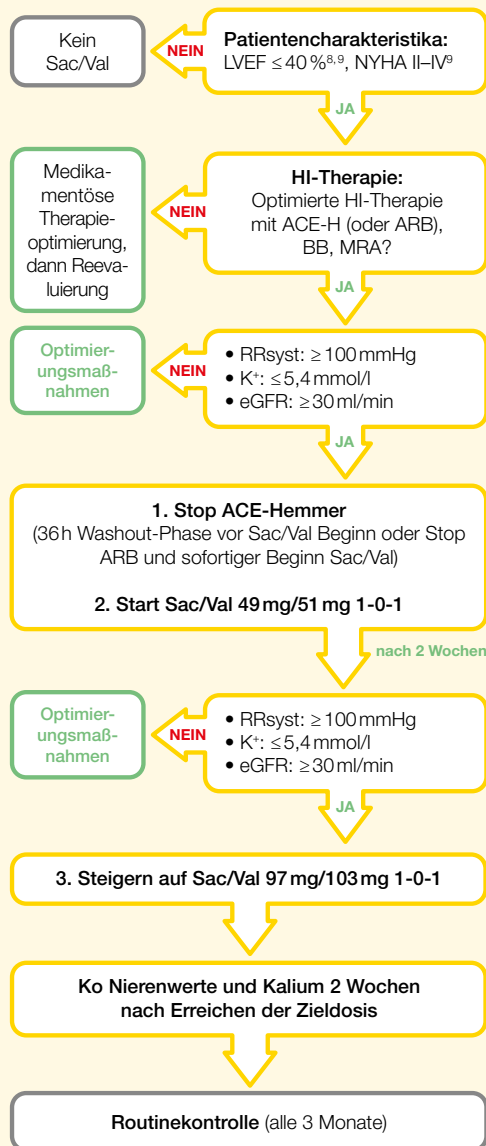 Kein
Sac/Val
NEIN
Patientencharakteristika:
LVEF ≤ 40 %⁸,⁹, NYHA II–IV⁹
JA
Medika-
mentöse
Therapie-
optimierung,
dann Reeva-
luierung
NEIN
HI-Therapie:
Optimierte HI-Therapie
mit ACE-H (oder ARB),
BB, MRA?
JA
Optimier-
ungsmaß-
nahmen
NEIN
• RRsyst: ≥ 100 mmHg
• K⁺: ≤ 5,4 mmol/l
• eGFR: ≥ 30 ml/min
JA
1. Stop ACE-Hemmer
(36 h Washout-Phase vor Sac/Val Beginn oder Stop
ARB und sofortiger Beginn Sac/Val)
2. Start Sac/Val 49 mg/51 mg 1-0-1
nach 2 Wochen
Optimier-
ungsmaß-
nahmen
NEIN
• RRsyst: ≥ 100 mmHg
• K⁺: ≤ 5,4 mmol/l
• eGFR: ≥ 30 ml/min
JA
3. Steigern auf Sac/Val 97 mg/103 mg 1-0-1
Ko Nierenwerte und Kalium 2 Wochen
nach Erreichen der Zieldosis
Routinekontrolle (alle 3 Monate)